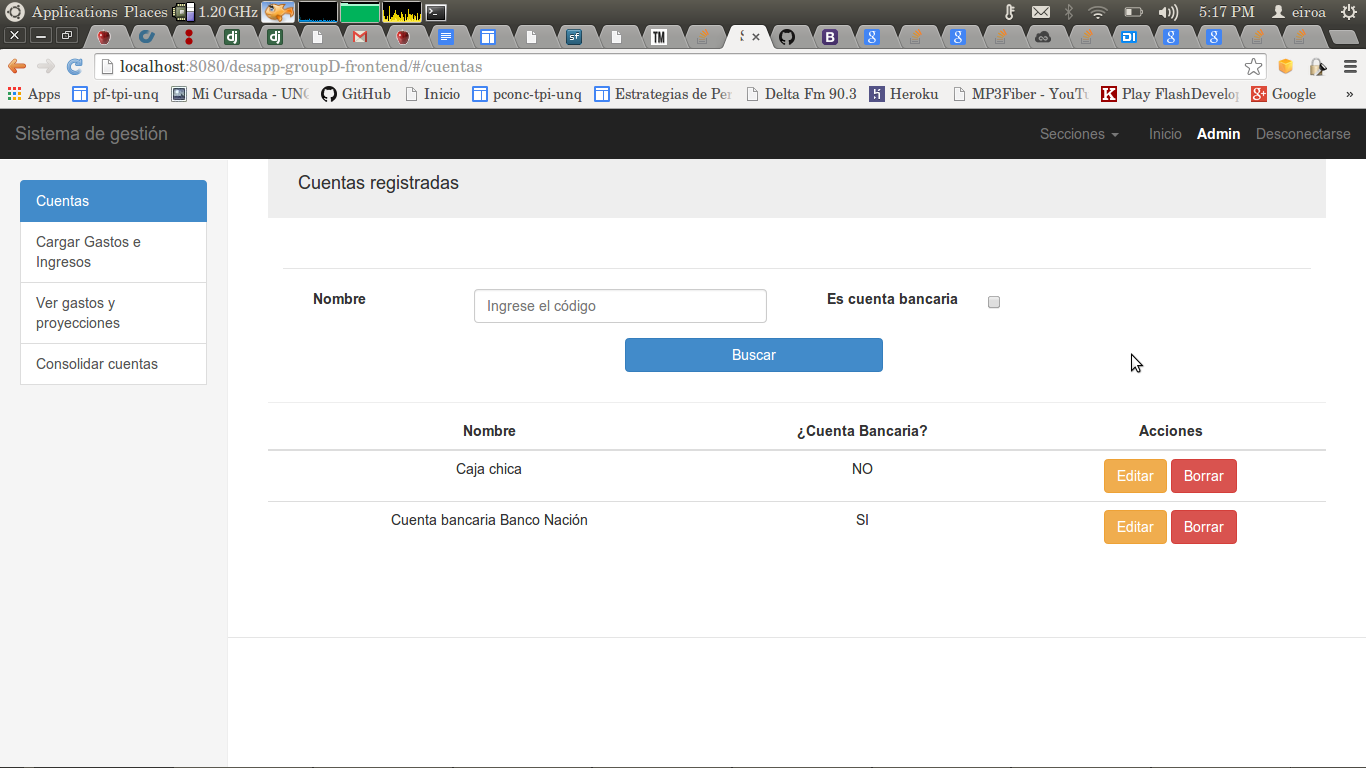 Applications Places 1.20 GHz 5:17 PM eiroa
localhost:8080/desapp-groupD-frontend/#/cuentas
Apps pf-tpi-unq Mi Cursada - UNQ GitHub Inicio pconc-tpi-unq Estrategias de Per Delta Fm 90.3 Heroku MP3Fiber - YouTu Play FlashDevelop Google »
Sistema de gestión Secciones Inicio Admin Desconectarse
Cuentas
Cargar Gastos e
Ingresos
Ver gastos y
proyecciones
Consolidar cuentas
Cuentas registradas
Nombre Ingrese el código Es cuenta bancaria
Buscar
Nombre ¿Cuenta Bancaria? Acciones
Caja chica NO Editar Borrar
Cuenta bancaria Banco Nación SI Editar Borrar